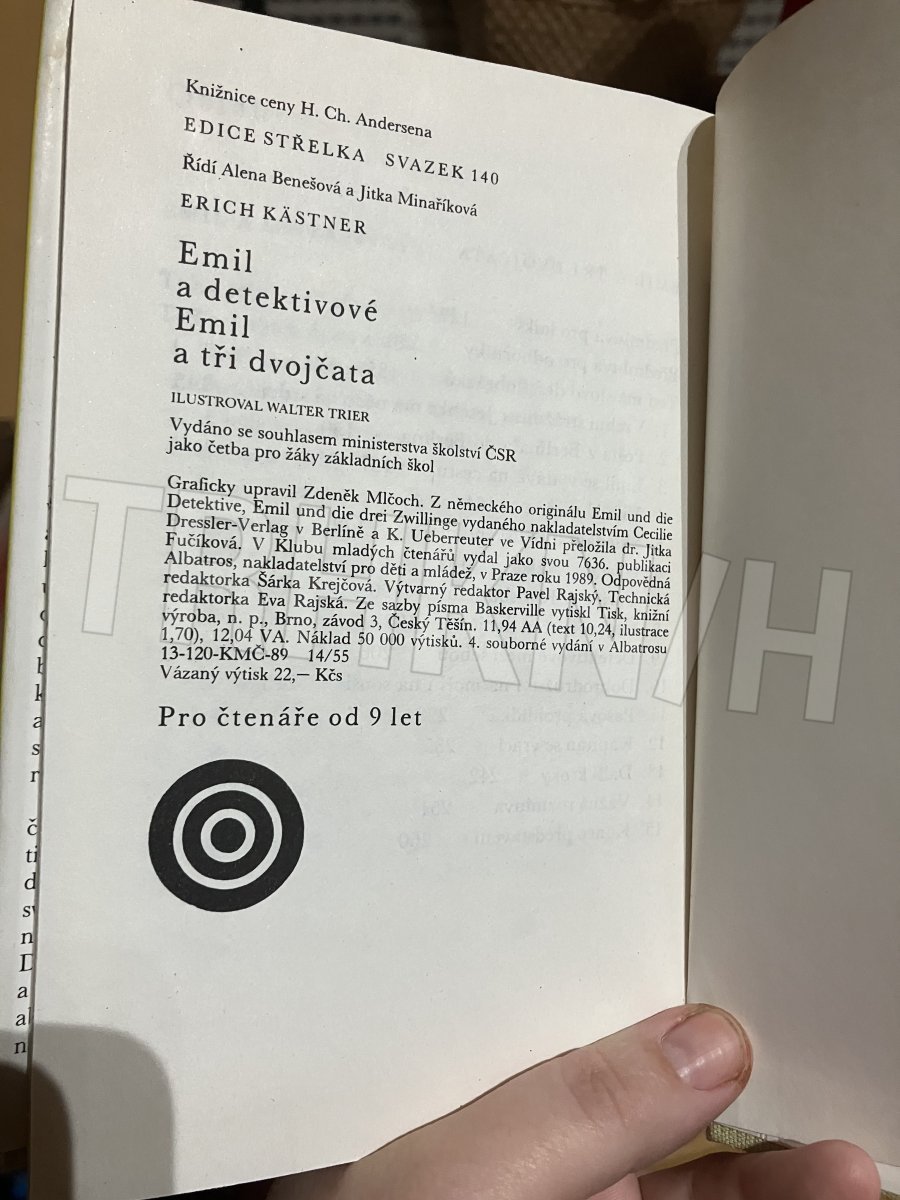 Knižnice ceny H. Ch. Andersena
EDICE STŘELKA SVAZEK 140
Řídí Alena Benešová a Jitka Minaříková
ERICH KÄSTNER
Emil
a detektivové
Emil
a tři dvojčata
ILUSTROVAL WALTER TRIER
Vydáno se souhlasem ministerstva školství ČSR
jako četba pro žáky základních škol
Graficky upravil Zdeněk Mlčoch. Z německého originálu Emil und die
Detektive, Emil und die drei Zwillinge vydaného nakladatelstvím Cecilie
Dressler-Verlag v Berlíně a K. Ueberreuter ve Vídni přeložila dr. Jitka
Fučíková. V Klubu mladých čtenářů vydal jako svou 7636. publikaci
Albatros, nakladatelství pro děti a mládež, v Praze roku 1989. Odpovědná
redaktorka Šárka Krejčová. Výtvarný redaktor Pavel Rajský, Technická
redaktorka Eva Rajská. Ze sazby písma Baskerville vytiskl Tisk, knižní
výroba, n. p., Brno, závod 3, Český Těšín. 11,94 AA (text 10,24, ilustrace
1,70), 12,04 VA. Náklad 50 000 výtisků. 4. souborné vydání v Albatrosu
13-120-KMČ-89 14/55
Vázaný výtisk 22,— Kčs
Pro čtenáře od 9 let